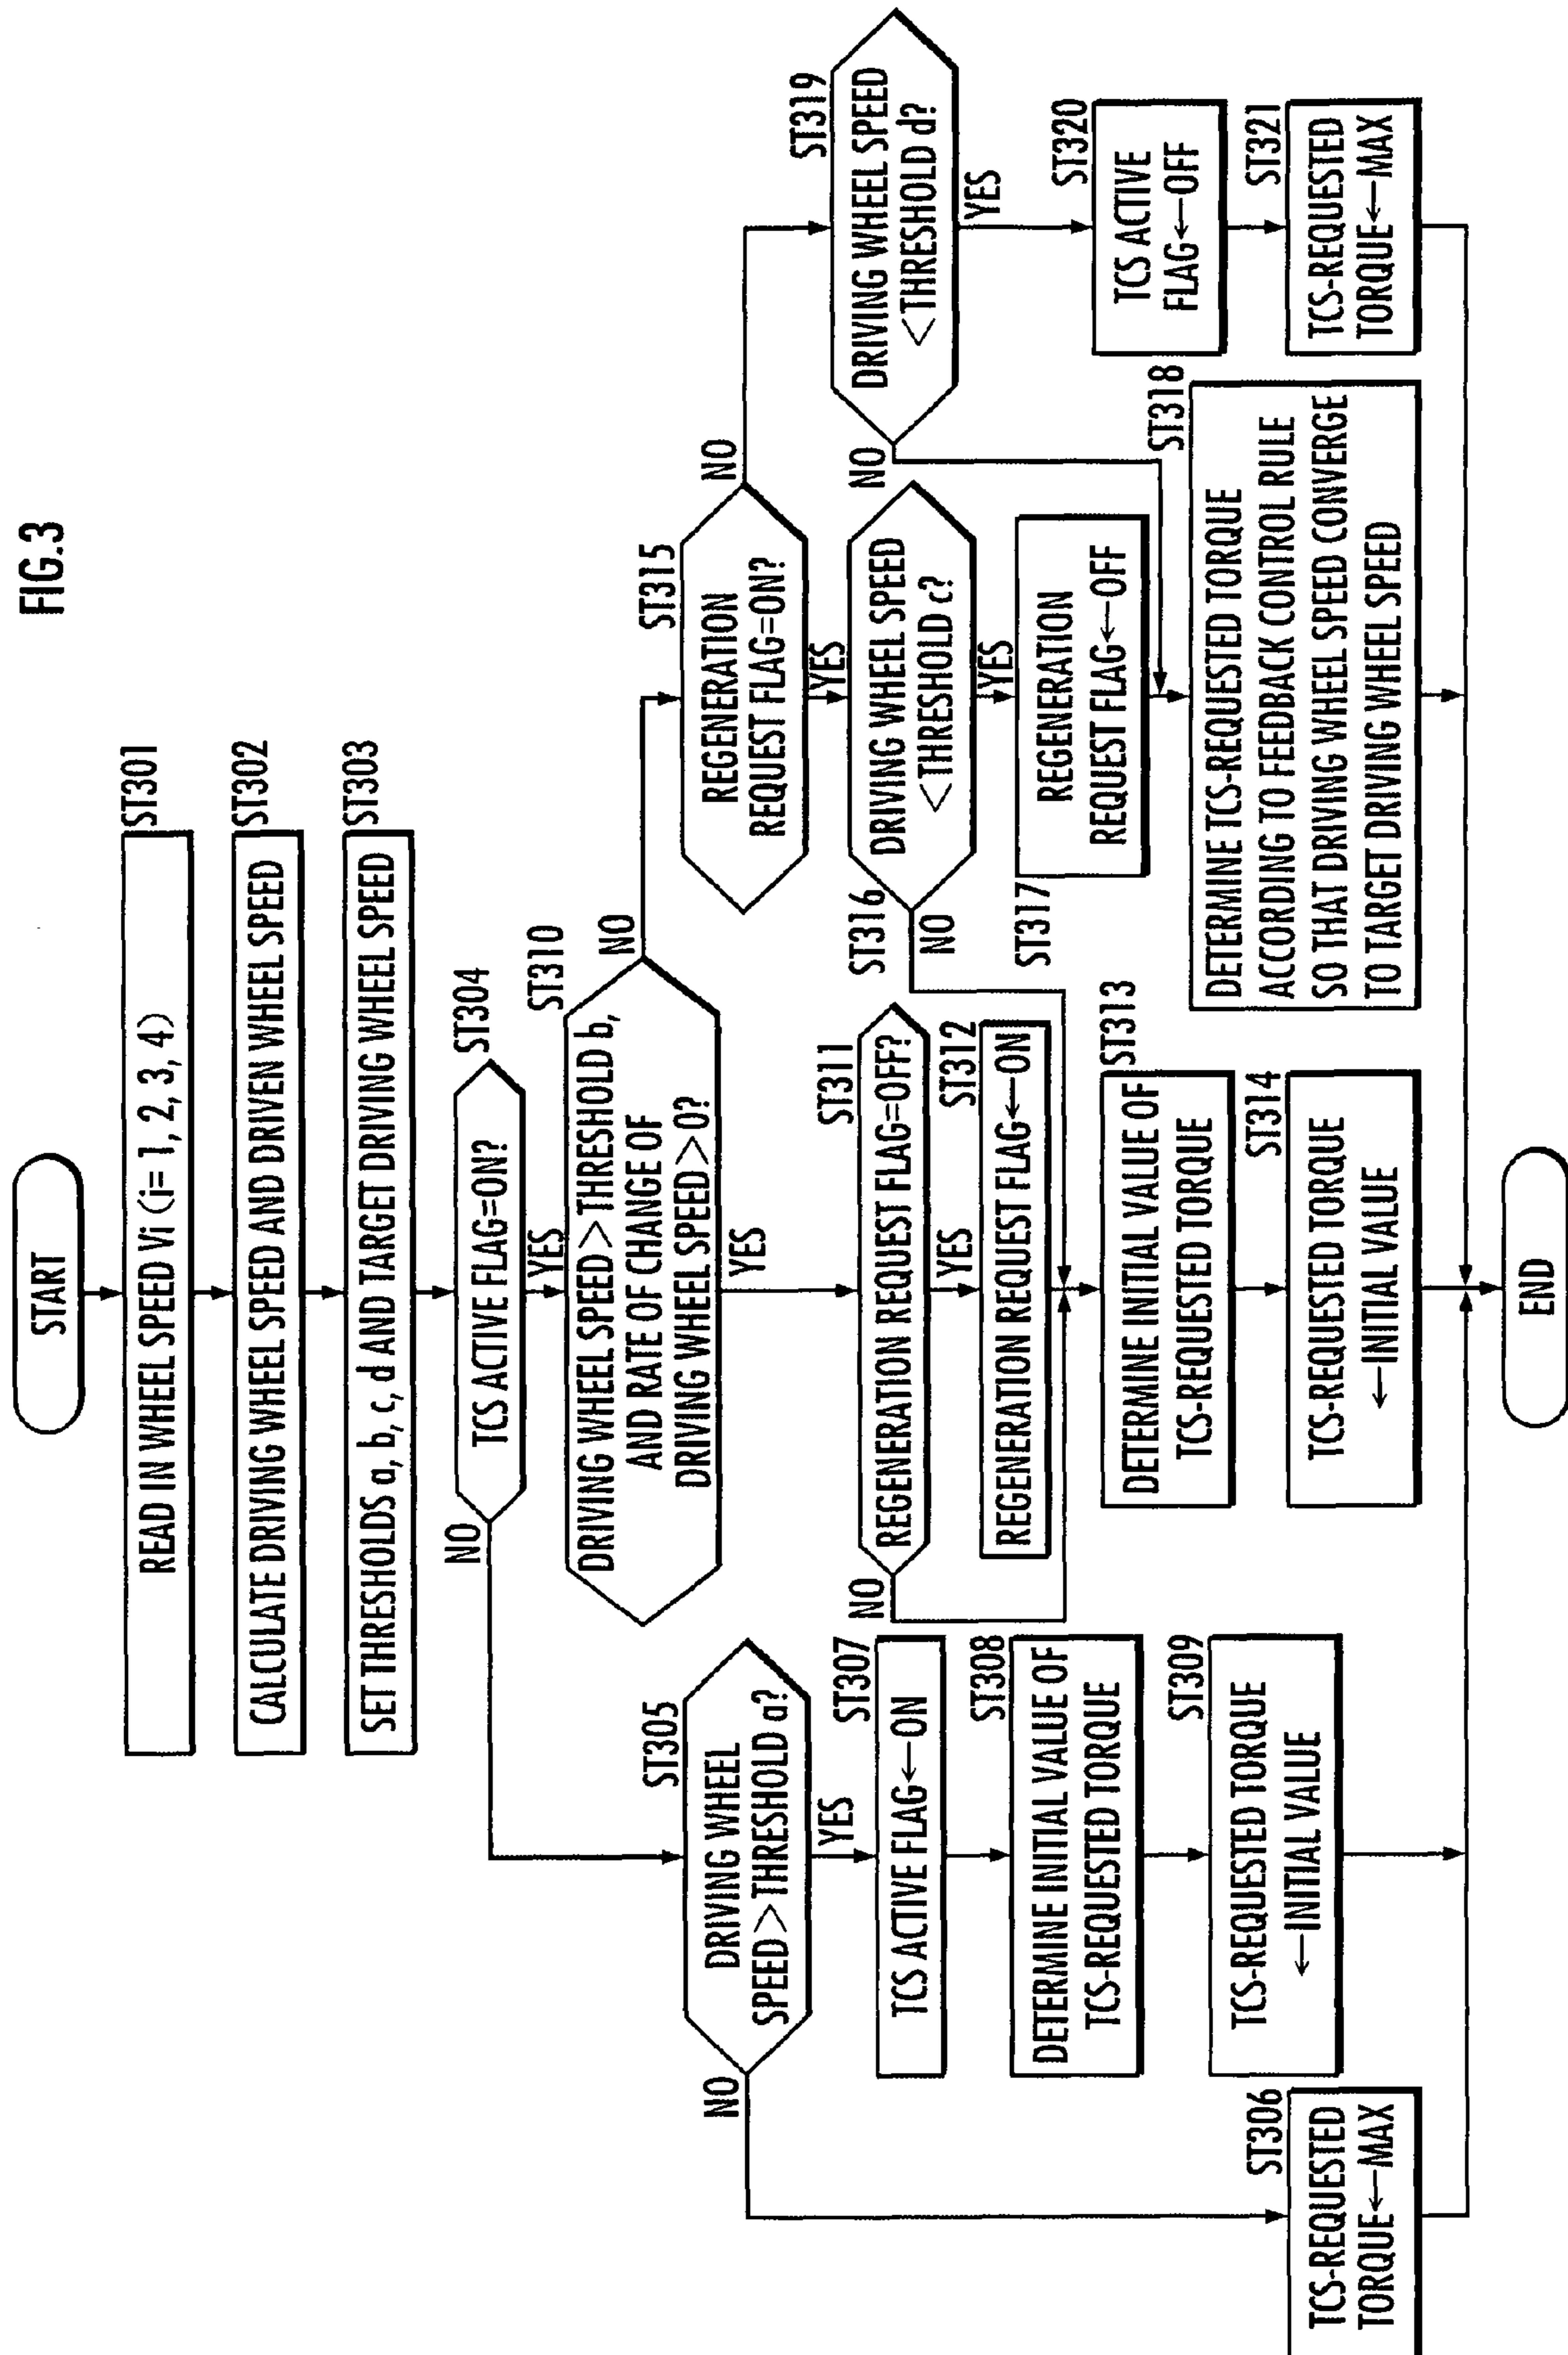 FIG.3
START
ST301
READ IN WHEEL SPEED Vi (i= 1, 2, 3, 4)
ST302
CALCULATE DRIVING WHEEL SPEED AND DRIVEN WHEEL SPEED
ST303
SET THRESHOLDS a, b, c, d AND TARGET DRIVING WHEEL SPEED
ST304
TCS ACTIVE FLAG=ON?
NO
YES
ST305
DRIVING WHEEL
SPEED > THRESHOLD a?
NO
YES
ST306
TCS-REQUESTED
TORQUE←MAX
ST307
TCS ACTIVE FLAG←ON
ST308
DETERMINE INITIAL VALUE OF
TCS-REQUESTED TORQUE
ST309
TCS-REQUESTED TORQUE
←INITIAL VALUE
ST310
DRIVING WHEEL SPEED > THRESHOLD b,
AND RATE OF CHANGE OF
DRIVING WHEEL SPEED > 0?
NO
YES
ST311
REGENERATION REQUEST FLAG=OFF?
NO
YES
ST312
REGENERATION REQUEST FLAG←ON
ST313
DETERMINE INITIAL VALUE OF
TCS-REQUESTED TORQUE
ST314
TCS-REQUESTED TORQUE
←INITIAL VALUE
ST315
REGENERATION
REQUEST FLAG=ON?
NO
YES
ST316
DRIVING WHEEL SPEED
<THRESHOLD c?
NO
YES
ST317
REGENERATION
REQUEST FLAG←OFF
ST318
DETERMINE TCS-REQUESTED TORQUE
ACCORDING TO FEEDBACK CONTROL RULE
SO THAT DRIVING WHEEL SPEED CONVERGE
TO TARGET DRIVING WHEEL SPEED
ST319
DRIVING WHEEL SPEED
<THRESHOLD d?
NO
YES
ST320
TCS ACTIVE
FLAG←OFF
ST321
TCS-REQUESTED
TORQUE←MAX
END